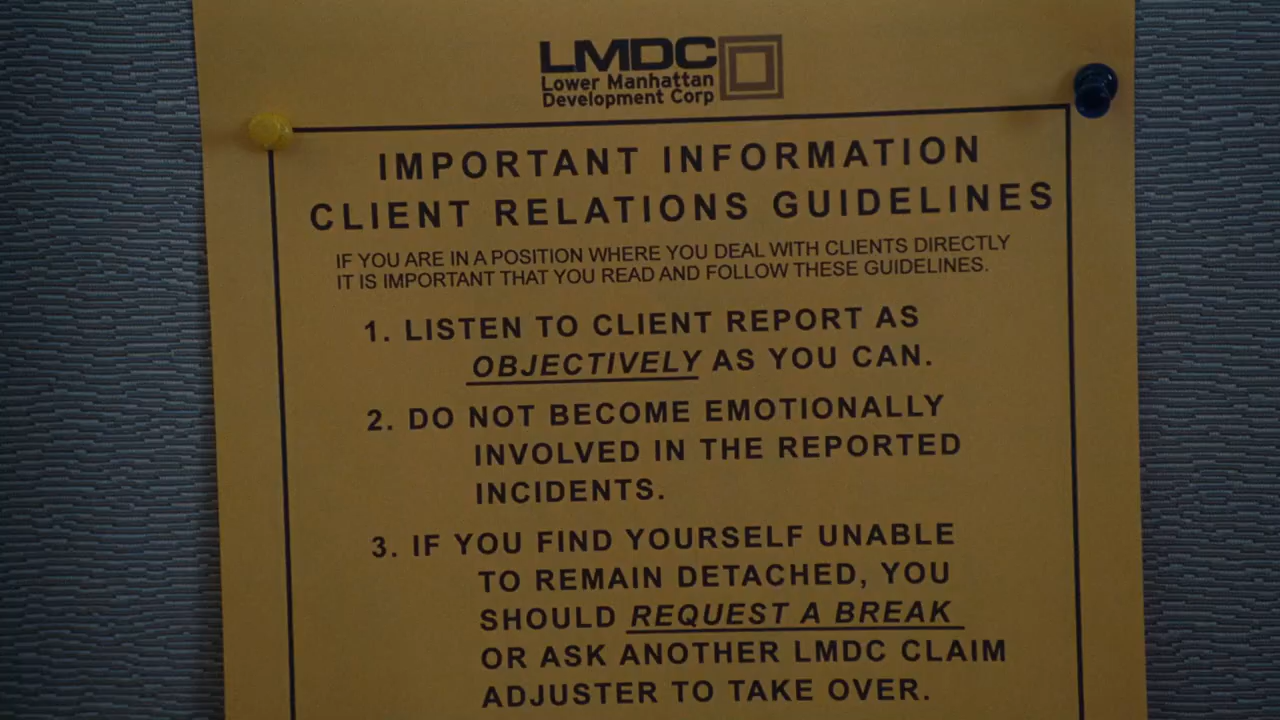 LMDC
Lower Manhattan
Development Corp
IMPORTANT INFORMATION
CLIENT RELATIONS GUIDELINES
IF YOU ARE IN A POSITION WHERE YOU DEAL WITH CLIENTS DIRECTLY
IT IS IMPORTANT THAT YOU READ AND FOLLOW THESE GUIDELINES.
1. LISTEN TO CLIENT REPORT AS
OBJECTIVELY AS YOU CAN.
2. DO NOT BECOME EMOTIONALLY
INVOLVED IN THE REPORTED
INCIDENTS.
3. IF YOU FIND YOURSELF UNABLE
TO REMAIN DETACHED, YOU
SHOULD REQUEST A BREAK
OR ASK ANOTHER LMDC CLAIM
ADJUSTER TO TAKE OVER.